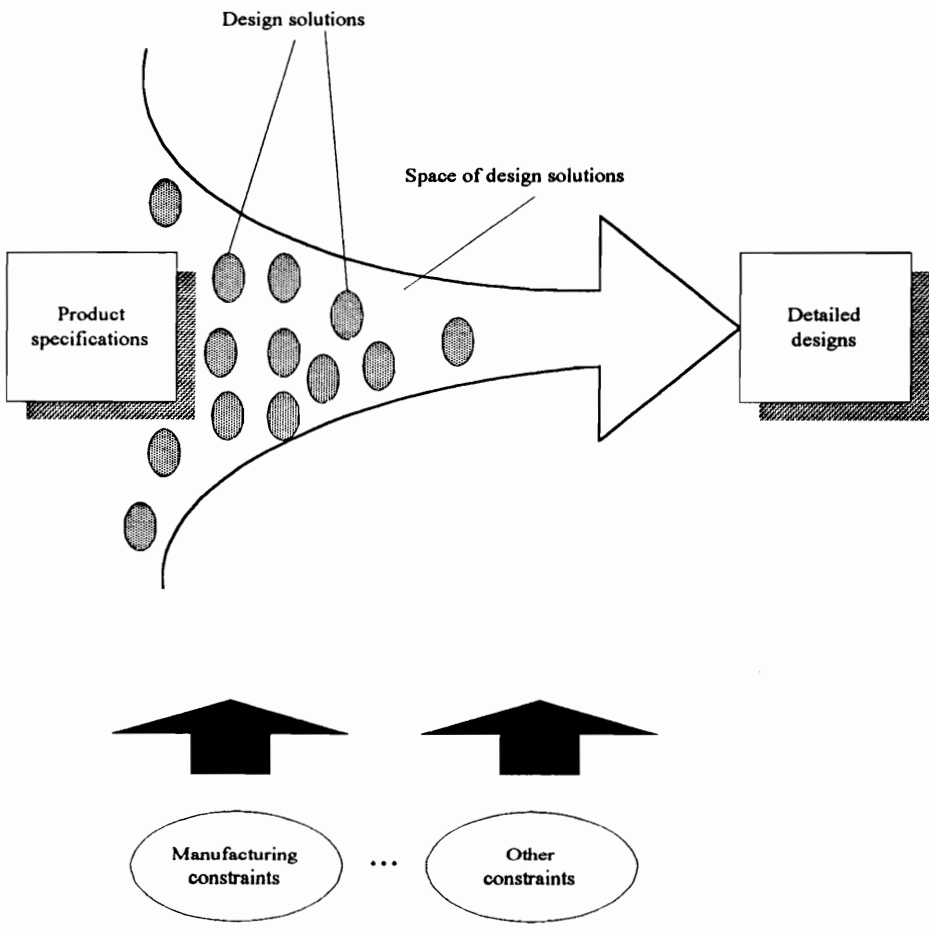 Design solutions
Space of design solutions
Product
specifications
Detailed
designs
Manufacturing
constraints
...
Other
constraints